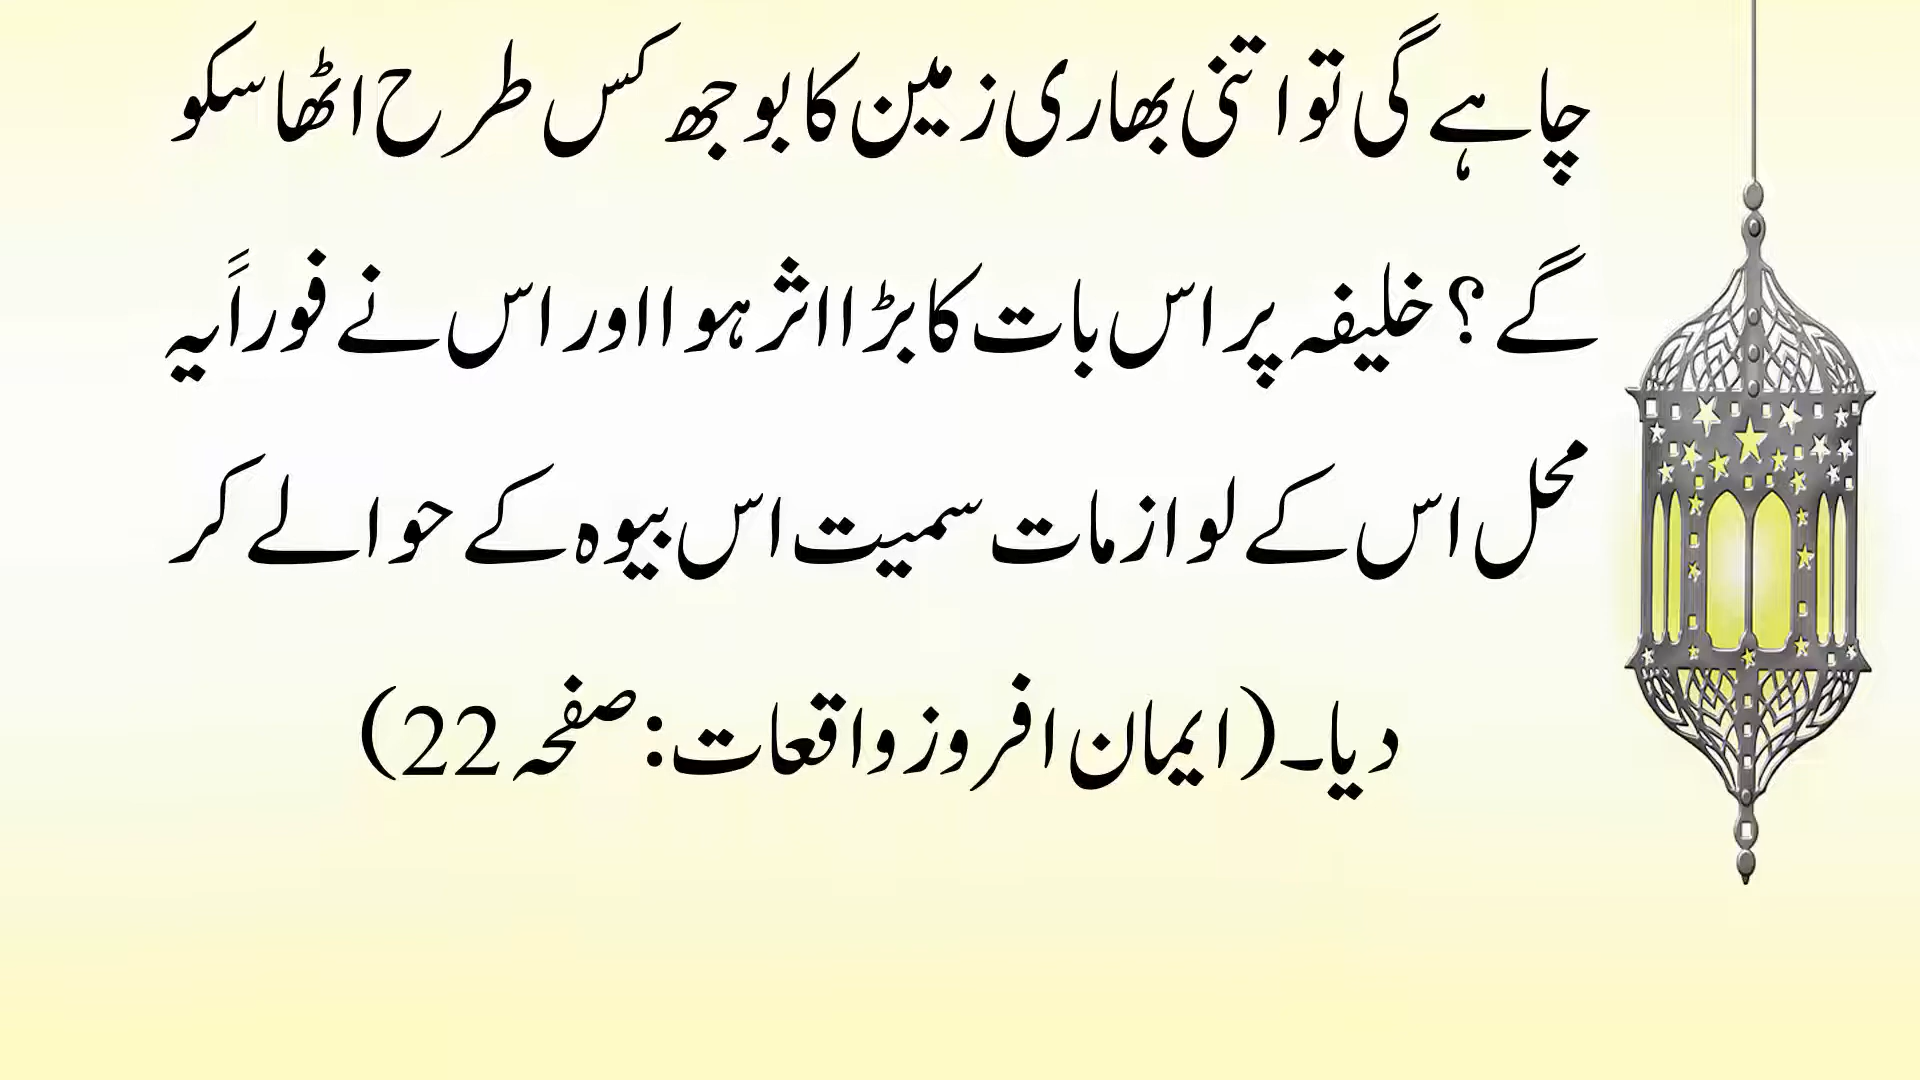 چاہے گی تو اتنی بھاری زمین کا بوجھ کس طرح اٹھا سکو
گے ؟ خلیفہ پر اس بات کا بڑا اثر ہوا اور اس نے فوراً یہ
محل اس کے لوازمات سمیت اس بیوہ کے حوالے کر
دیا۔ (ایمان افروز واقعات: صفحہ 22)